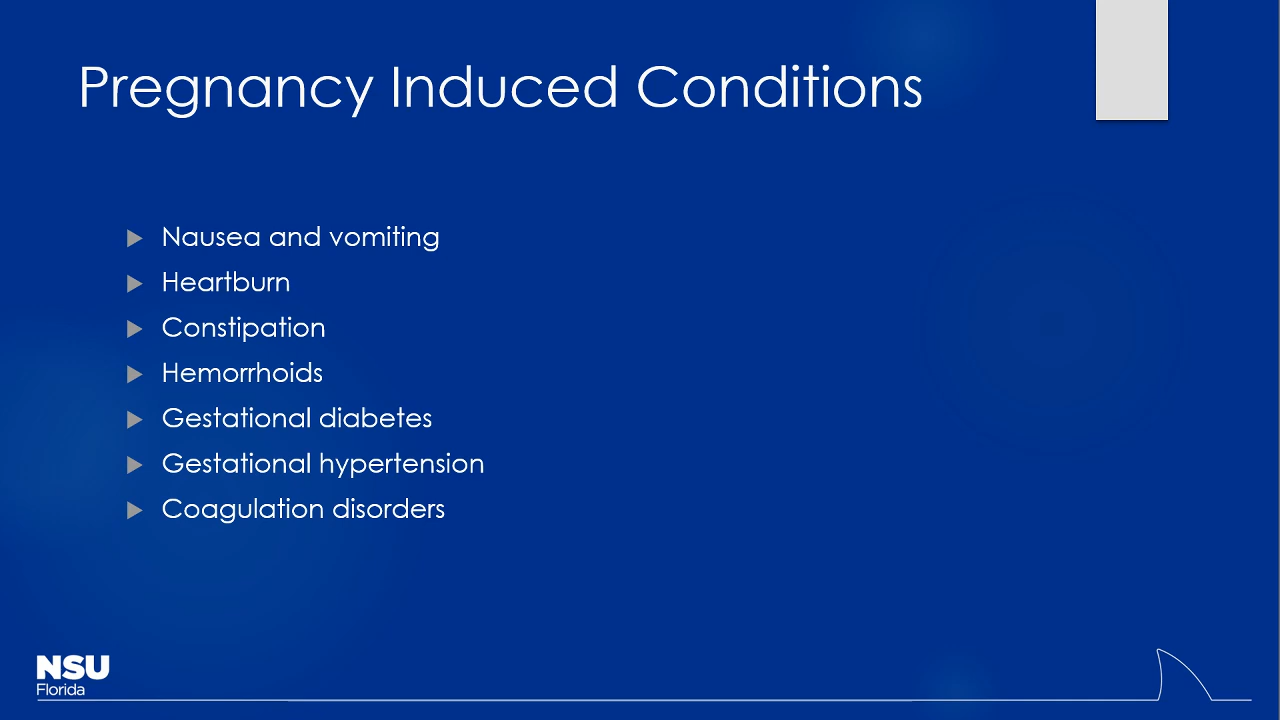 Pregnancy Induced Conditions
Nausea and vomiting
Heartburn
Constipation
Hemorrhoids
Gestational diabetes
Gestational hypertension
Coagulation disorders
NSU
Florida